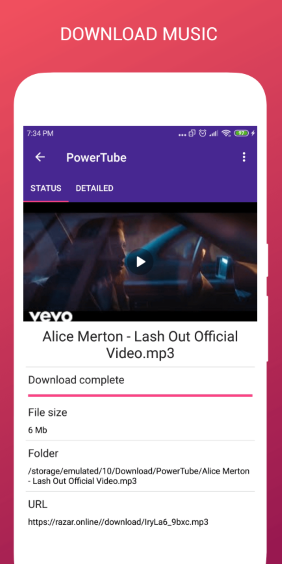 DOWNLOAD MUSIC
7:34 PM
97
PowerTube
STATUS DETAILED
vevo
Alice Merton - Lash Out Official
Video.mp3
Download complete
File size
6 Mb
Folder
/storage/emulated/10/Download/PowerTube/Alice Merton
- Lash Out Official Video.mp3
URL
https://razar.online//download/IryLa6_9bxc.mp3